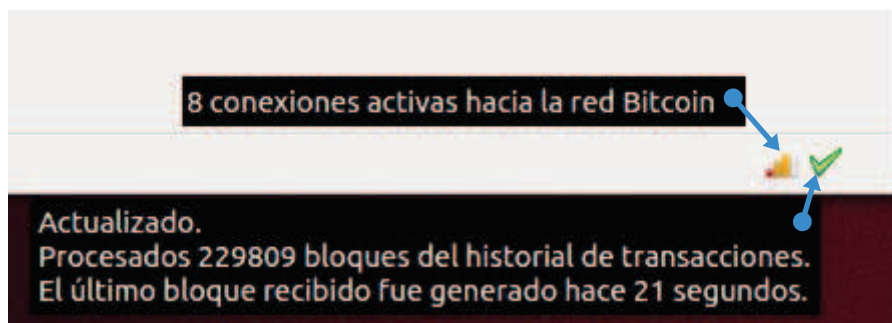 8 conexiones activas hacia la red Bitcoin
Actualizado.
Procesados 229809 bloques del historial de transacciones.
El último bloque recibido fue generado hace 21 segundos.